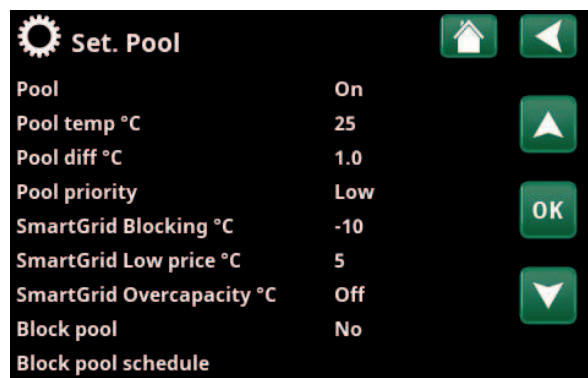 Set. Pool
Pool On
Pool temp °C 25
Pool diff °C 1.0
Pool priority Low
SmartGrid Blocking °C -10
SmartGrid Low price °C 5
SmartGrid Overcapacity °C Off
Block pool No
Block pool schedule
OK